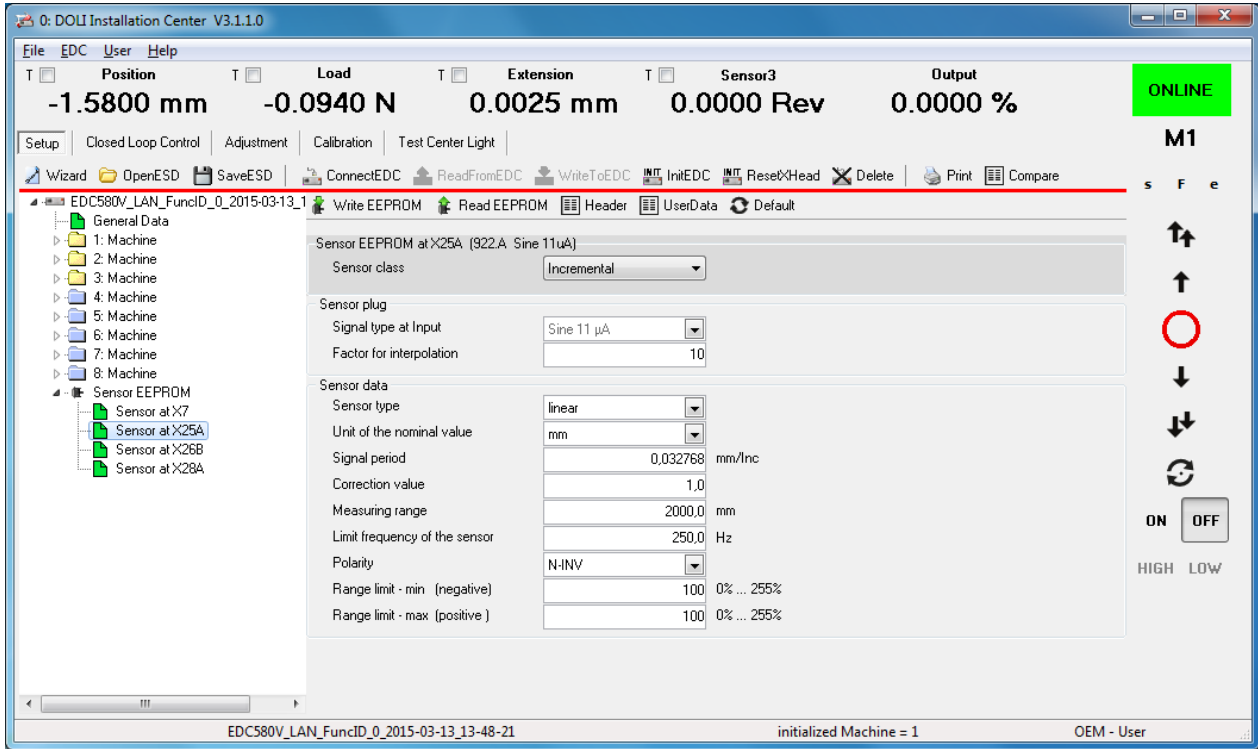 0: DOLI Installation Center V3.1.1.0
File EDC User Help
T Position T Load T Extension T Sensor3 Output
-1.5800 mm -0.0940 N 0.0025 mm 0.0000 Rev 0.0000 %
ONLINE
M1
Setup Closed Loop Control Adjustment Calibration Test Center Light
Wizard OpenESD SaveESD ConnectEDC ReadFromEDC WriteToEDC INIT InitEDC INIT ResetXHead Delete Print Compare
s F e
EDC580V_LAN_FuncID_0_2015-03-13_1
General Data
1: Machine
2: Machine
3: Machine
4: Machine
5: Machine
6: Machine
7: Machine
8: Machine
Sensor EEPROM
Sensor at X7
Sensor at X25A
Sensor at X26B
Sensor at X28A
Write EEPROM Read EEPROM Header UserData Default
Sensor EEPROM at X25A (922.A Sine 11uA)
Sensor class Incremental
Sensor plug
Signal type at Input Sine 11 µA
Factor for interpolation 10
Sensor data
Sensor type linear
Unit of the nominal value mm
Signal period 0,032768 mm/Inc
Correction value 1,0
Measuring range 2000,0 mm
Limit frequency of the sensor 250,0 Hz
Polarity N-INV
Range limit - min (negative) 100 0% ... 255%
Range limit - max (positive ) 100 0% ... 255%
ON OFF
HIGH LOW
EDC580V_LAN_FuncID_0_2015-03-13_13-48-21 initialized Machine = 1 OEM - User